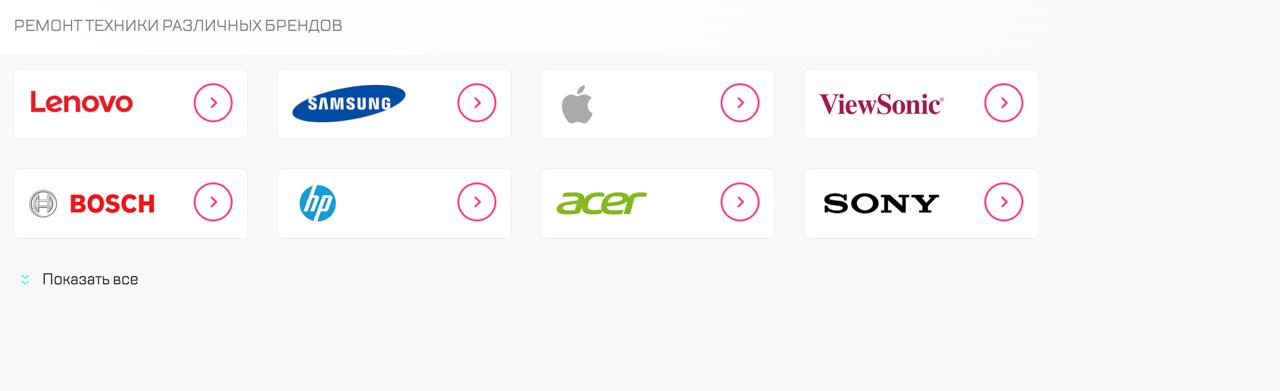 РЕМОНТ ТЕХНИКИ РАЗЛИЧНЫХ БРЕНДОВ
Lenovo SAMSUNG ViewSonic®
BOSCH hp acer SONY
Показать все